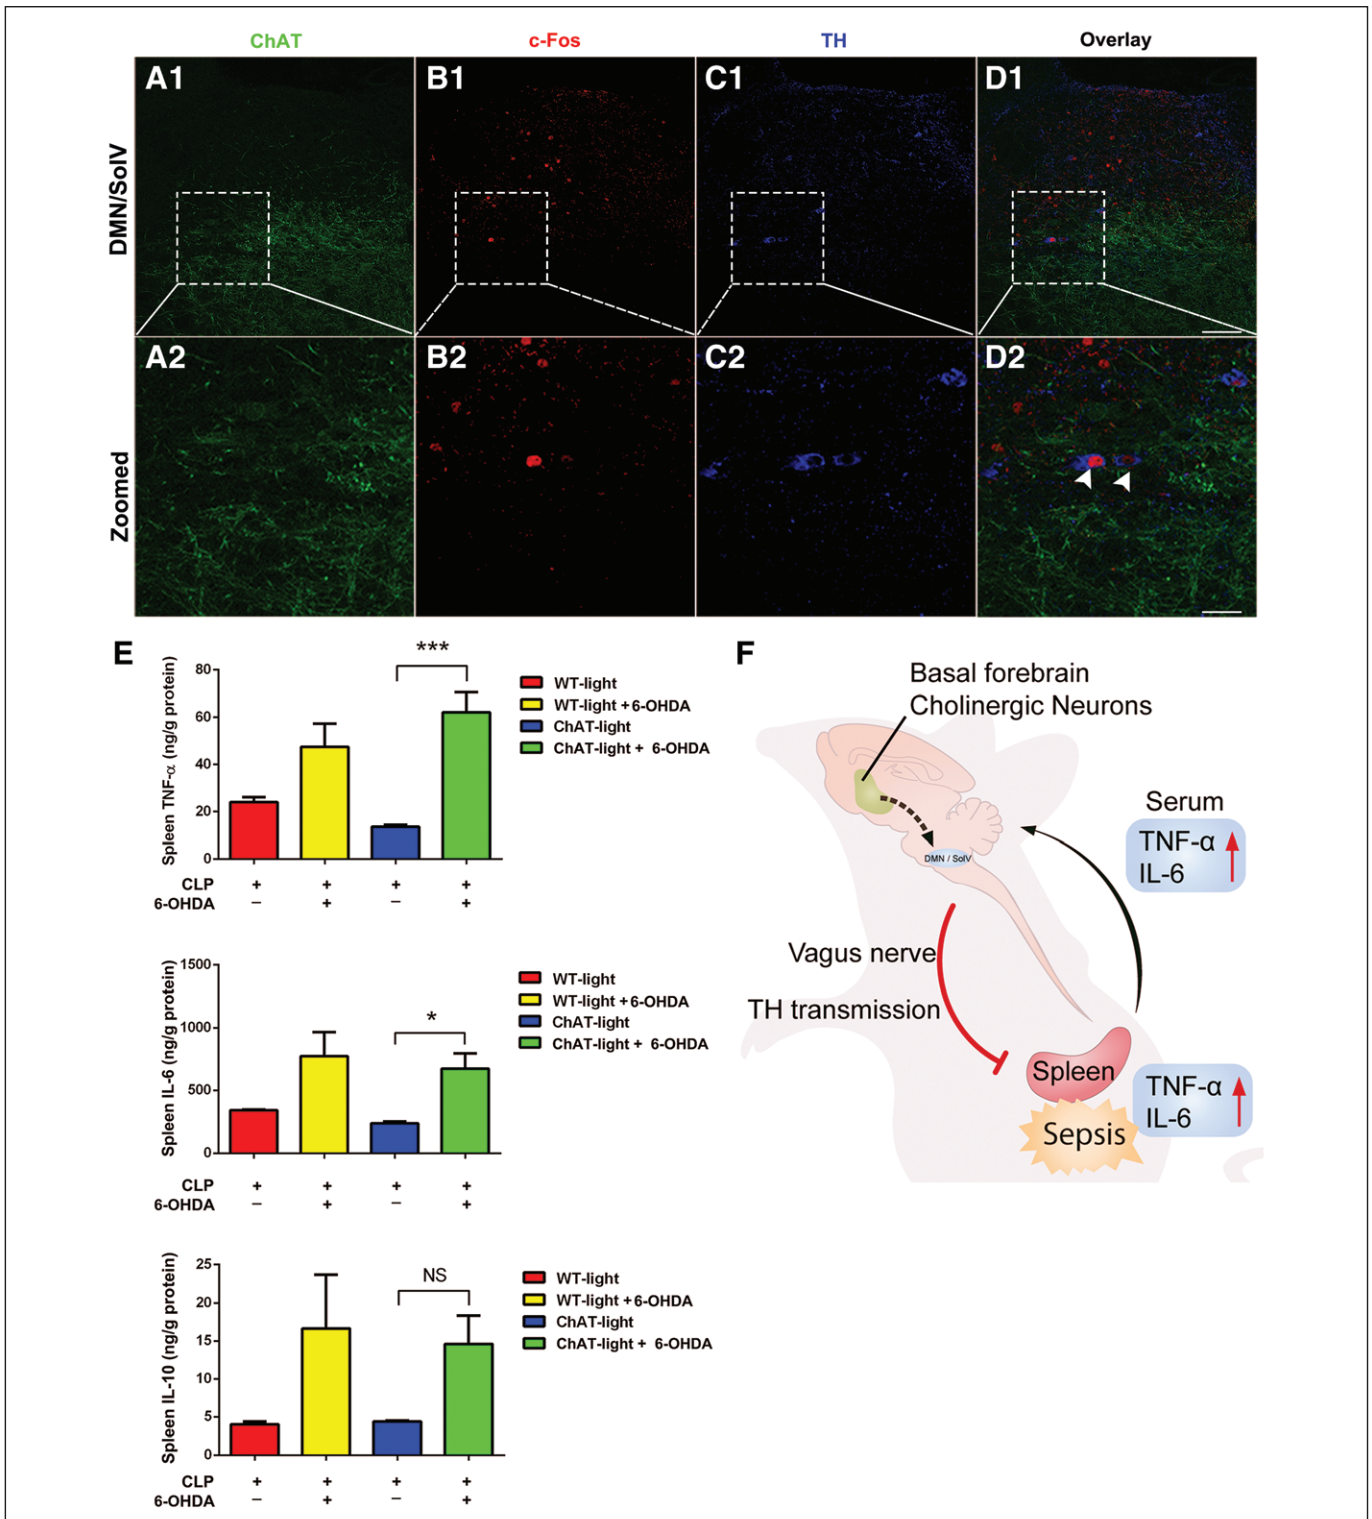 ChAT c-Fos TH Overlay
A1 B1 C1 D1
DMN/SolV
A2 B2 C2 D2
Zoomed
E
Spleen TNF-α (ng/g protein)
80
60
40
20
0
***
WT-light
WT-light +6-OHDA
ChAT-light
ChAT-light + 6-OHDA
CLP + + + +
6-OHDA – + – +
Spleen IL-6 (ng/g protein)
1500
1000
500
0
*
WT-light
WT-light +6-OHDA
ChAT-light
ChAT-light + 6-OHDA
CLP + + + +
6-OHDA – + – +
Spleen IL-10 (ng/g protein)
25
20
15
10
5
0
NS
WT-light
WT-light +6-OHDA
ChAT-light
ChAT-light + 6-OHDA
CLP + + + +
6-OHDA – + – +
F
Basal forebrain
Cholinergic Neurons
DMN / SolV
Serum
TNF-α
IL-6
Vagus nerve
TH transmission
Spleen
Sepsis
TNF-α
IL-6